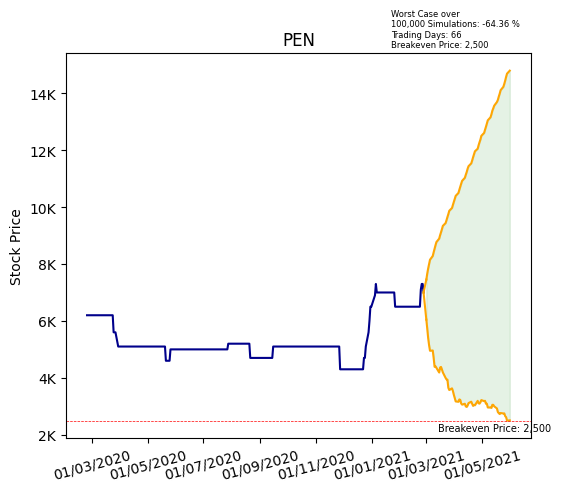 Worst Case over
100,000 Simulations: -64.36 %
Trading Days: 66
Breakeven Price: 2,500
PEN
Stock Price
14K
12K
10K
8K
6K
4K
2K
Breakeven Price: 2,500
01/03/2020
01/05/2020
01/07/2020
01/09/2020
01/11/2020
01/01/2021
01/03/2021
01/05/2021